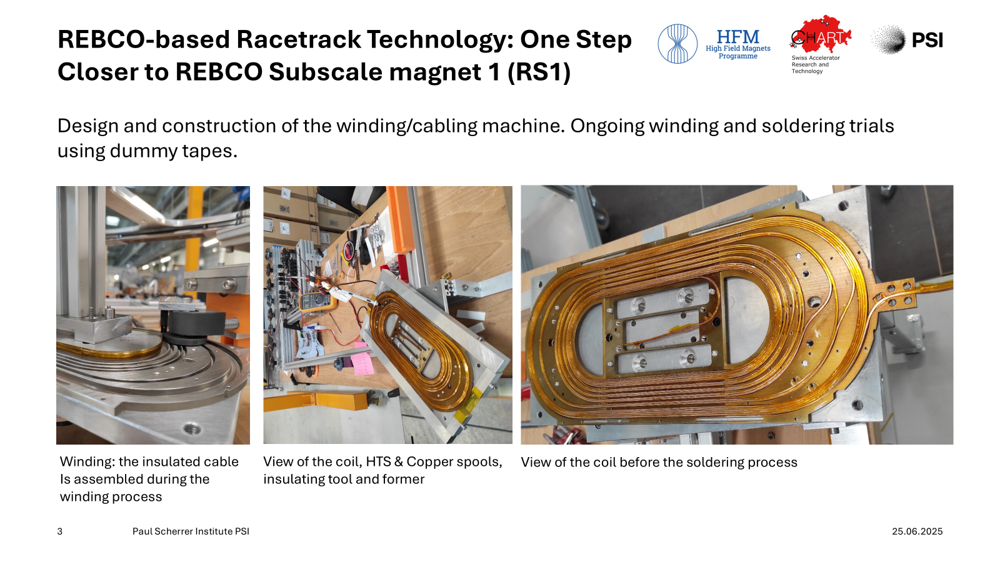 REBCO-based Racetrack Technology: One Step
Closer to REBCO Subscale magnet 1 (RS1)
HFM
High Field Magnets
Programme
CHART
Swiss Accelerator
Research and
Technology
PSI
Design and construction of the winding/cabling machine. Ongoing winding and soldering trials
using dummy tapes.
Winding: the insulated cable
Is assembled during the
winding process
View of the coil, HTS & Copper spools,
insulating tool and former
View of the coil before the soldering process
3
Paul Scherrer Institute PSI
25.06.2025